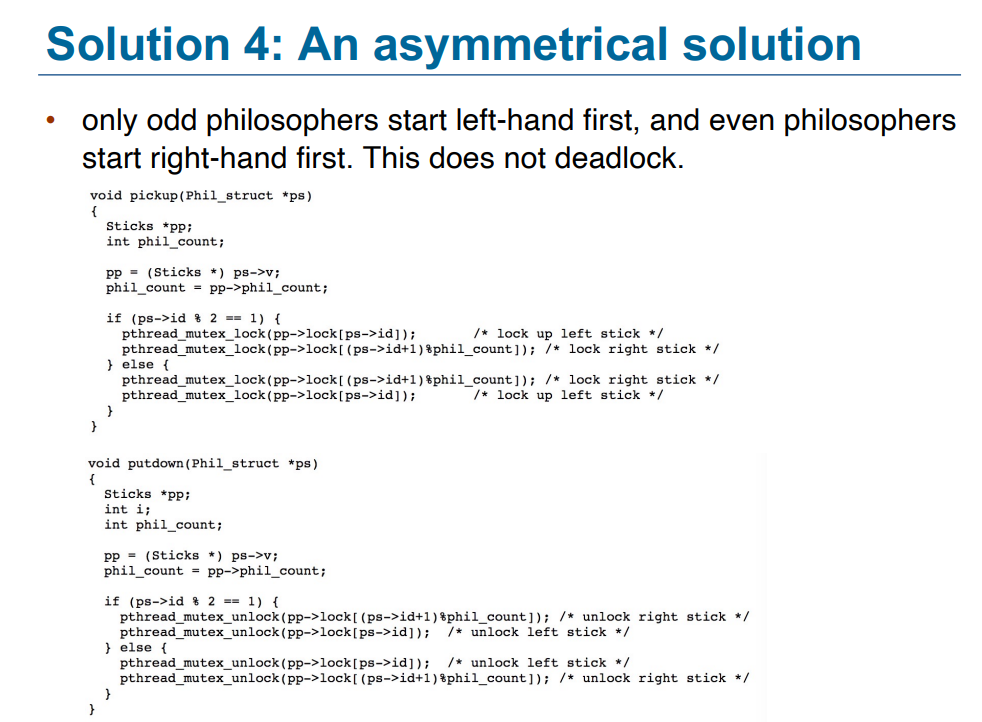 Solution 4: An asymmetrical solution
• only odd philosophers start left-hand first, and even philosophers
start right-hand first. This does not deadlock.
void pickup(Phil_struct *ps)
{
  Sticks *pp;
  int phil_count;

  pp = (Sticks *) ps->v;
  phil_count = pp->phil_count;

  if (ps->id % 2 == 1) {
    pthread_mutex_lock(pp->lock[ps->id]);       /* lock up left stick */
    pthread_mutex_lock(pp->lock[(ps->id+1)%phil_count]); /* lock right stick */
  } else {
    pthread_mutex_lock(pp->lock[(ps->id+1)%phil_count]); /* lock right stick */
    pthread_mutex_lock(pp->lock[ps->id]);       /* lock up left stick */
  }
}

void putdown(Phil_struct *ps)
{
  Sticks *pp;
  int i;
  int phil_count;

  pp = (Sticks *) ps->v;
  phil_count = pp->phil_count;

  if (ps->id % 2 == 1) {
    pthread_mutex_unlock(pp->lock[(ps->id+1)%phil_count]); /* unlock right stick */
    pthread_mutex_unlock(pp->lock[ps->id]);  /* unlock left stick */
  } else {
    pthread_mutex_unlock(pp->lock[ps->id]);  /* unlock left stick */
    pthread_mutex_unlock(pp->lock[(ps->id+1)%phil_count]); /* unlock right stick */
  }
}